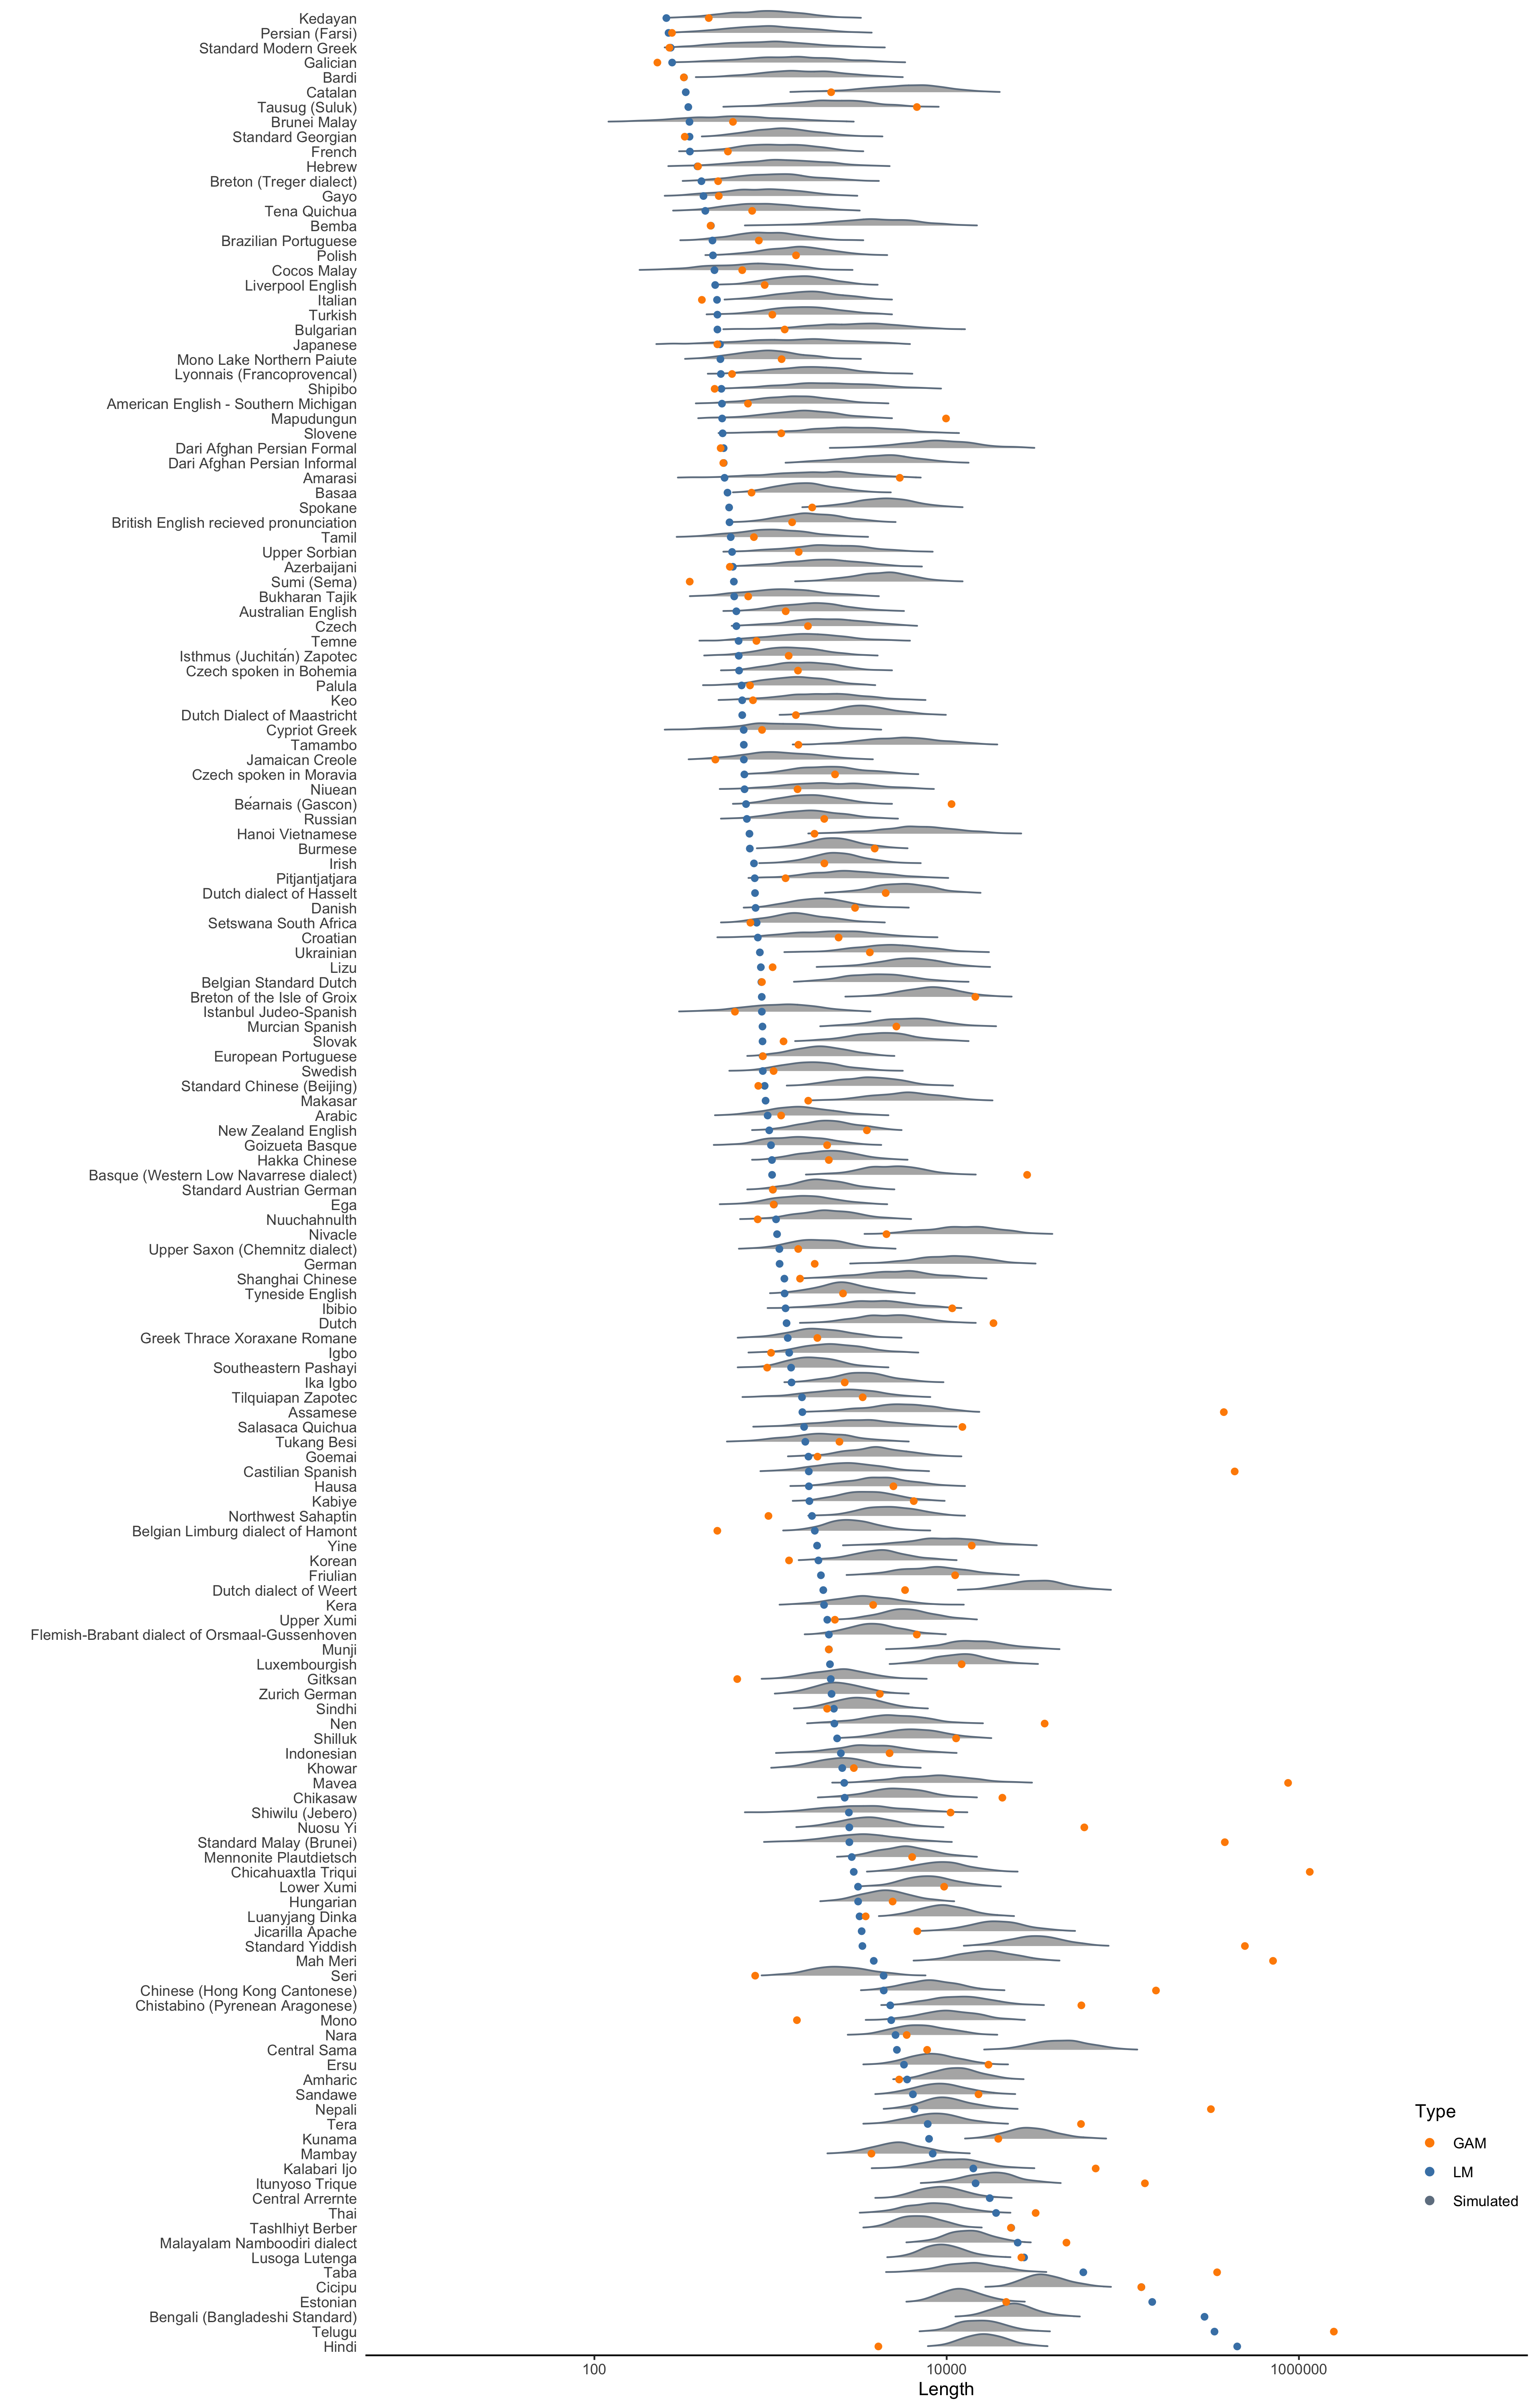 Kedayan
Persian (Farsi)
Standard Modern Greek
Galician
Bardi
Catalan
Tausug (Suluk)
Brunei Malay
Standard Georgian
French
Hebrew
Breton (Treger dialect)
Gayo
Tena Quichua
Bemba
Brazilian Portuguese
Polish
Cocos Malay
Liverpool English
Italian
Turkish
Bulgarian
Japanese
Mono Lake Northern Paiute
Lyonnais (Francoprovencal)
Shipibo
American English - Southern Michigan
Mapudungun
Slovene
Dari Afghan Persian Formal
Dari Afghan Persian Informal
Amarasi
Basaa
Spokane
British English recieved pronunciation
Tamil
Upper Sorbian
Azerbaijani
Sumi (Sema)
Bukharan Tajik
Australian English
Czech
Temne
Isthmus (Juchitán) Zapotec
Czech spoken in Bohemia
Palula
Keo
Dutch Dialect of Maastricht
Cypriot Greek
Tamambo
Jamaican Creole
Czech spoken in Moravia
Niuean
Béarnais (Gascon)
Russian
Hanoi Vietnamese
Burmese
Irish
Pitjantjatjara
Dutch dialect of Hasselt
Danish
Setswana South Africa
Croatian
Ukrainian
Lizu
Belgian Standard Dutch
Breton of the Isle of Groix
Istanbul Judeo-Spanish
Murcian Spanish
Slovak
European Portuguese
Swedish
Standard Chinese (Beijing)
Makasar
Arabic
New Zealand English
Goizueta Basque
Hakka Chinese
Basque (Western Low Navarrese dialect)
Standard Austrian German
Ega
Nuuchahnulth
Nivacle
Upper Saxon (Chemnitz dialect)
German
Shanghai Chinese
Tyneside English
Ibibio
Dutch
Greek Thrace Xoraxane Romane
Igbo
Southeastern Pashayi
Ika Igbo
Tilquiapan Zapotec
Assamese
Salasaca Quichua
Tukang Besi
Goemai
Castilian Spanish
Hausa
Kabiye
Northwest Sahaptin
Belgian Limburg dialect of Hamont
Yine
Korean
Friulian
Dutch dialect of Weert
Kera
Upper Xumi
Flemish-Brabant dialect of Orsmaal-Gussenhoven
Munji
Luxembourgish
Gitksan
Zurich German
Sindhi
Nen
Shilluk
Indonesian
Khowar
Mavea
Chikasaw
Shiwilu (Jebero)
Nuosu Yi
Standard Malay (Brunei)
Mennonite Plautdietsch
Chicahuaxtla Triqui
Lower Xumi
Hungarian
Luanyjang Dinka
Jicarilla Apache
Standard Yiddish
Mah Meri
Seri
Chinese (Hong Kong Cantonese)
Chistabino (Pyrenean Aragonese)
Mono
Nara
Central Sama
Ersu
Amharic
Sandawe
Nepali
Tera
Kunama
Mambay
Kalabari Ijo
Itunyoso Trique
Central Arrernte
Thai
Tashlhiyt Berber
Malayalam Namboodiri dialect
Lusoga Lutenga
Taba
Cicipu
Estonian
Bengali (Bangladeshi Standard)
Telugu
Hindi
Type
GAM
LM
Simulated
100 10000 1000000
Length